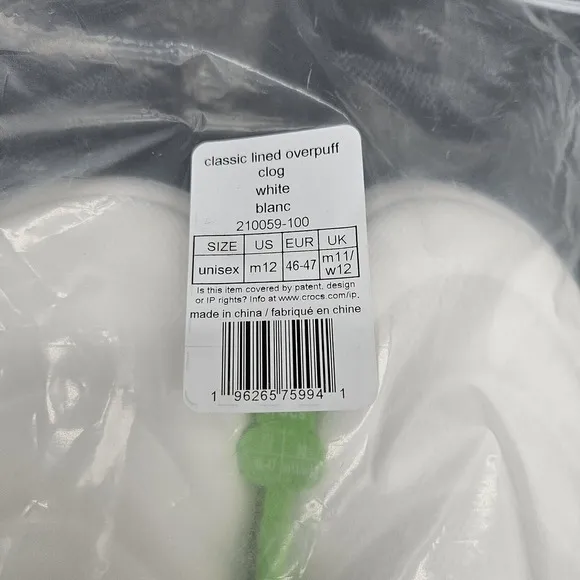 classic lined overpuff
clog
white
blanc
210059-100
SIZE US EUR UK
unisex m12 46-47 m11/
w12
Is this item covered by patent, design
or IP rights? Info at www.crocs.com/ip.
made in china / fabriqué en chine
1 96265 75994 1